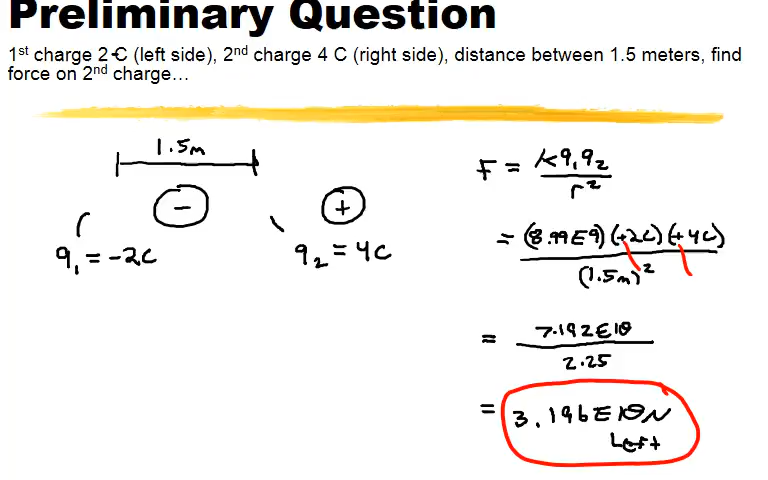 Preliminary Question
1st charge 2-C (left side), 2nd charge 4 C (right side), distance between 1.5 meters, find
force on 2nd charge...
1.5m
- +
q₁ = -2C
q₂ = 4C
F = kq₁q₂ / r²
= (8.99E9)(+2C)(+4C) / (1.5m)²
= 7.192E10 / 2.25
= 3.196E10N
Left